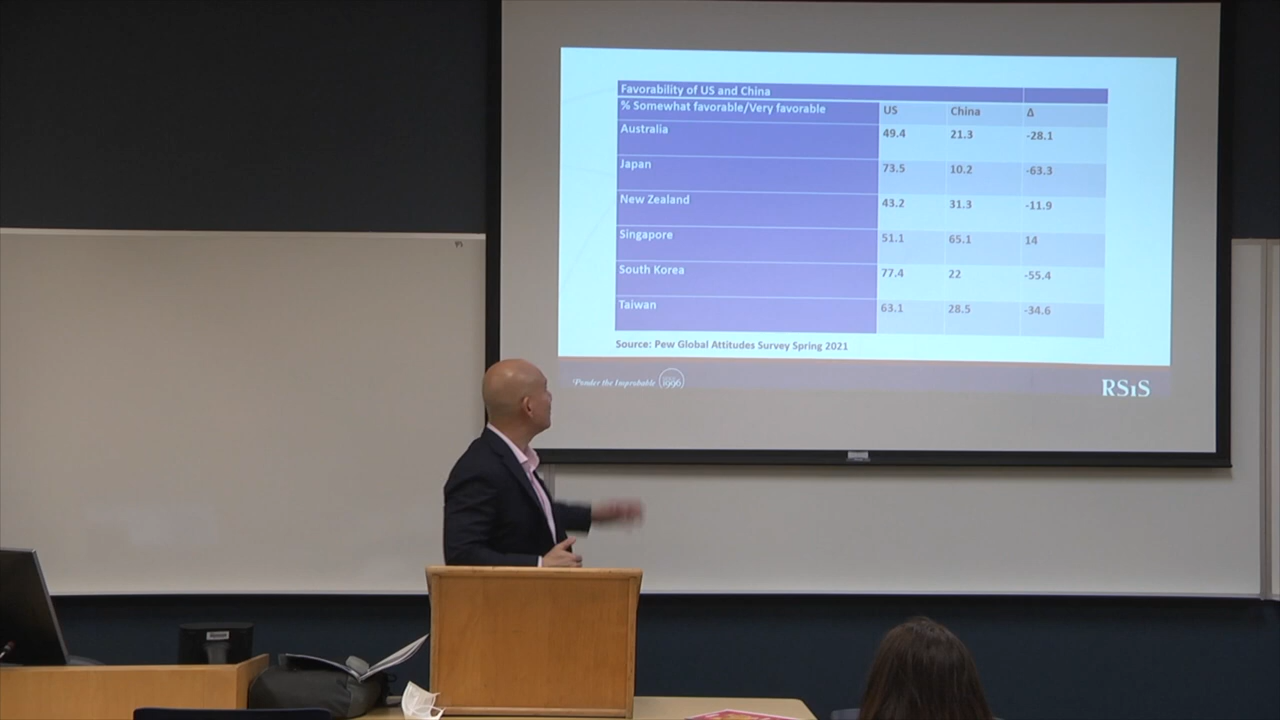 Favorability of US and China
% Somewhat favorable/Very favorable US China Δ
Australia 49.4 21.3 -28.1
Japan 73.5 10.2 -63.3
New Zealand 43.2 31.3 -11.9
Singapore 51.1 65.1 14
South Korea 77.4 22 -55.4
Taiwan 63.1 28.5 -34.6
Source: Pew Global Attitudes Survey Spring 2021
Ponder the Improbable
1996
RSiS